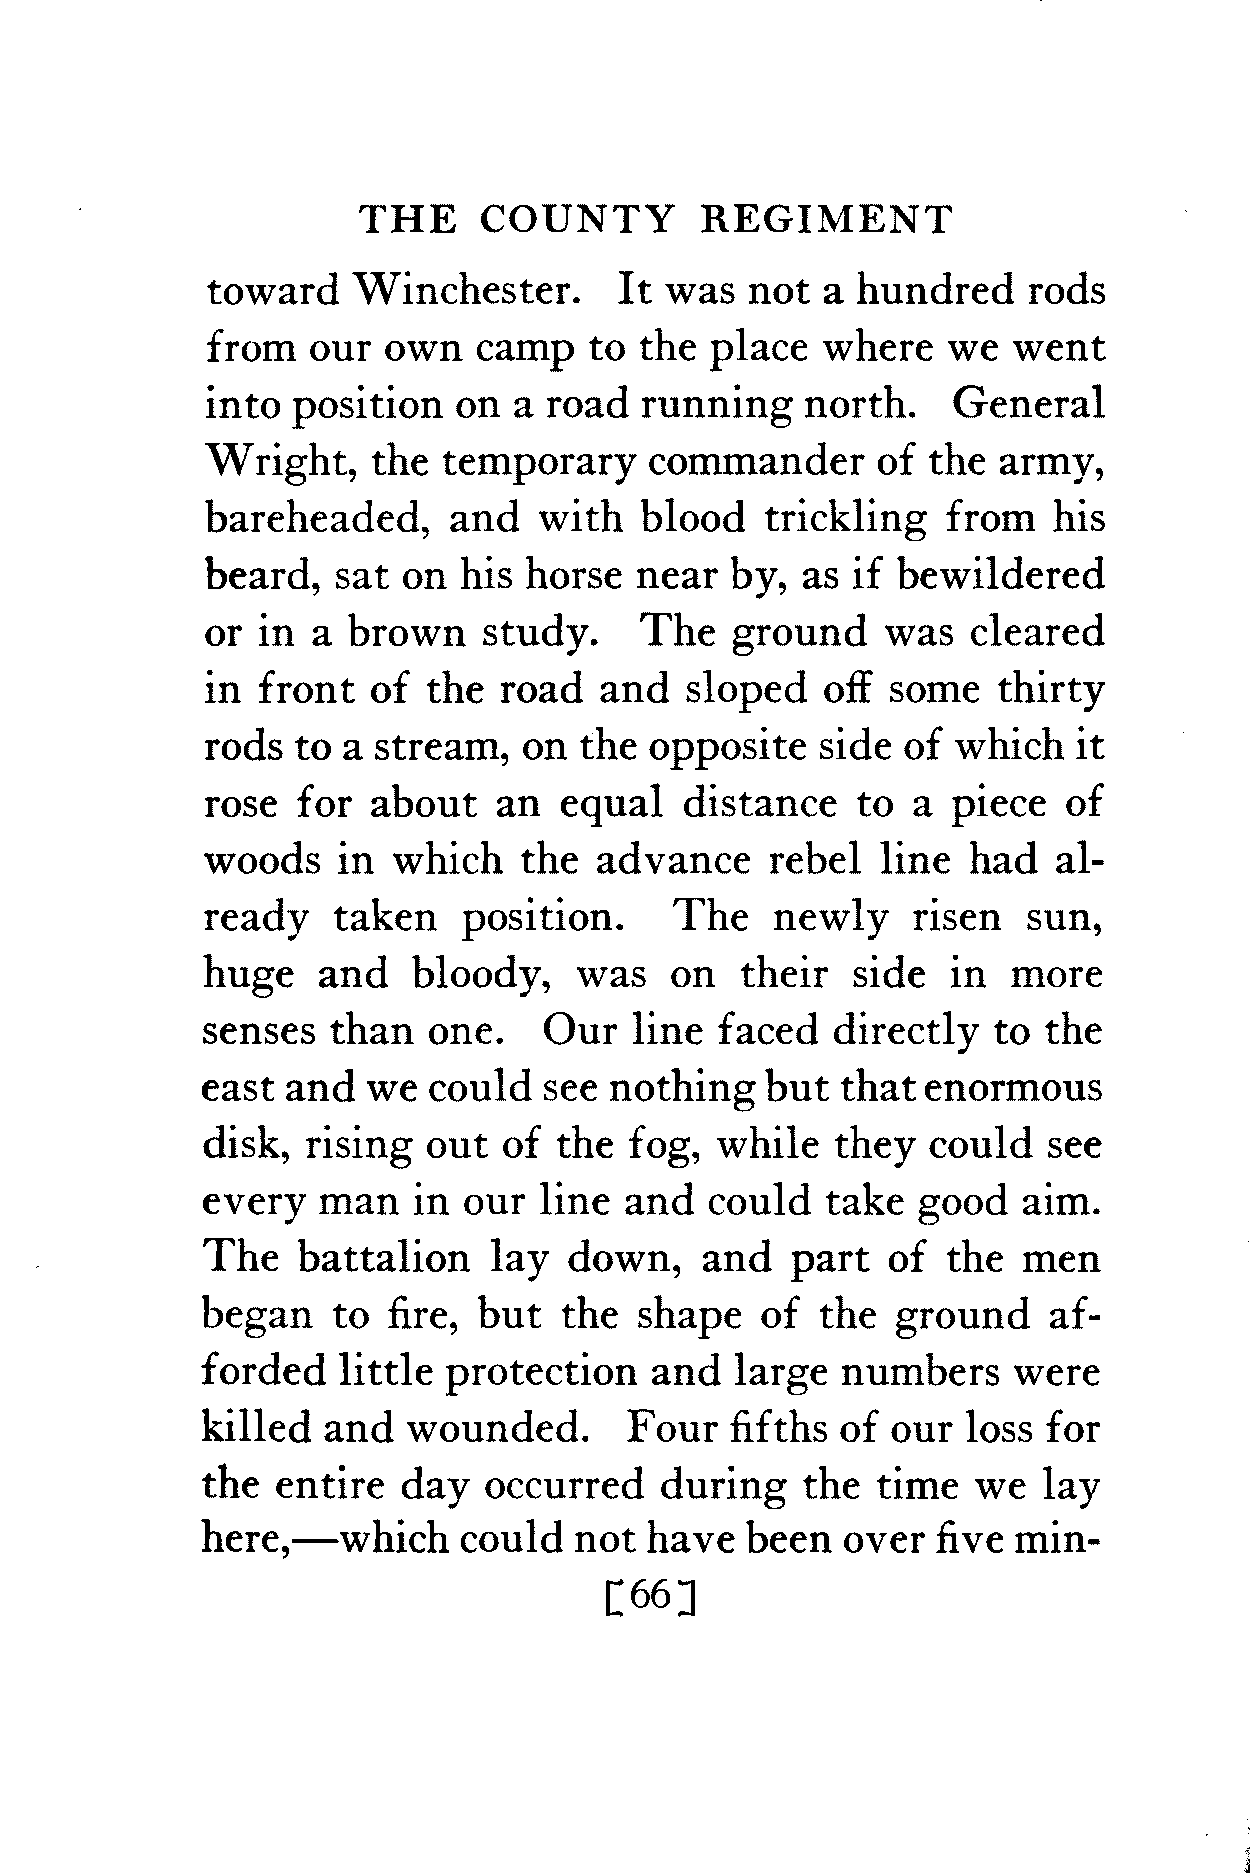 THE COUNTY REGIMENT
toward Winchester. It was not a hundred rods
from our own camp to the place where we went
into position on a road running north. General
Wright, the temporary commander of the army,
bareheaded, and with blood trickling from his
beard, sat on his horse near by, as if bewildered
or in a brown study. The ground was cleared
in front of the road and sloped off some thirty
rods to a stream, on the opposite side of which it
rose for about an equal distance to a piece of
woods in which the advance rebel line had al-
ready taken position. The newly risen sun,
huge and bloody, was on their side in more
senses than one. Our line faced directly to the
east and we could see nothing but that enormous
disk, rising out of the fog, while they could see
every man in our line and could take good aim.
The battalion lay down, and part of the men
began to fire, but the shape of the ground af-
forded little protection and large numbers were
killed and wounded. Four fifths of our loss for
the entire day occurred during the time we lay
here,—which could not have been over five min-
[66]